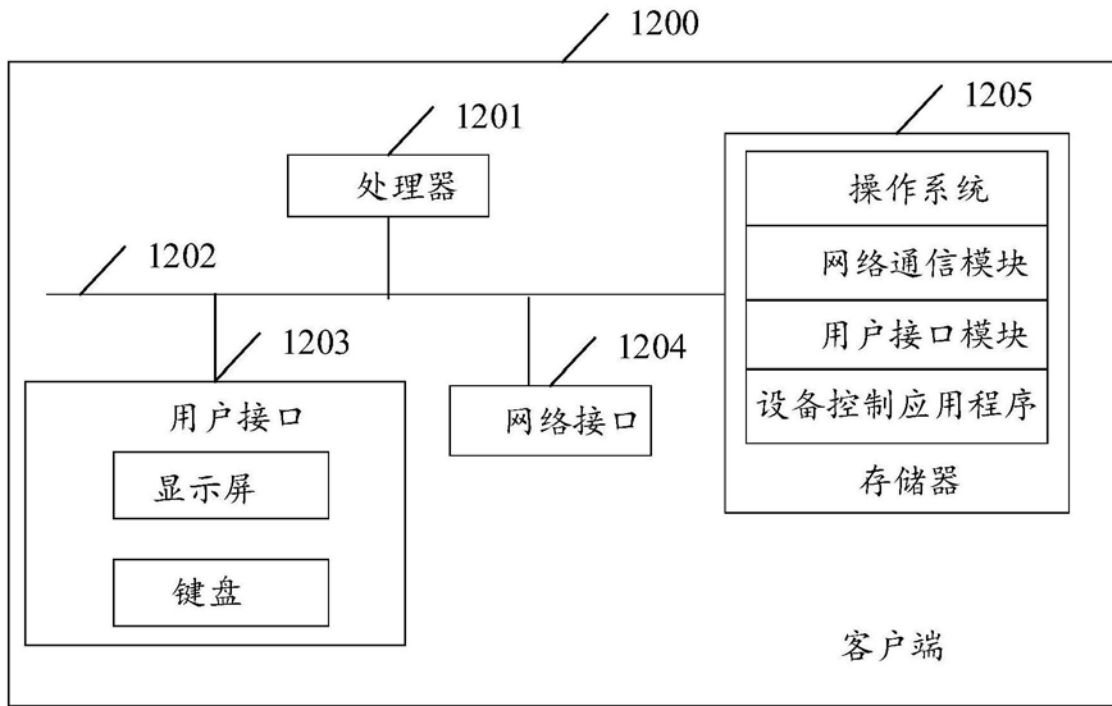 1200
1205
1201
处理器
操作系统
网络通信模块
1202
用户接口模块
1203
1204
设备控制应用程序
用户接口
网络接口
显示屏
存储器
键盘
客户端